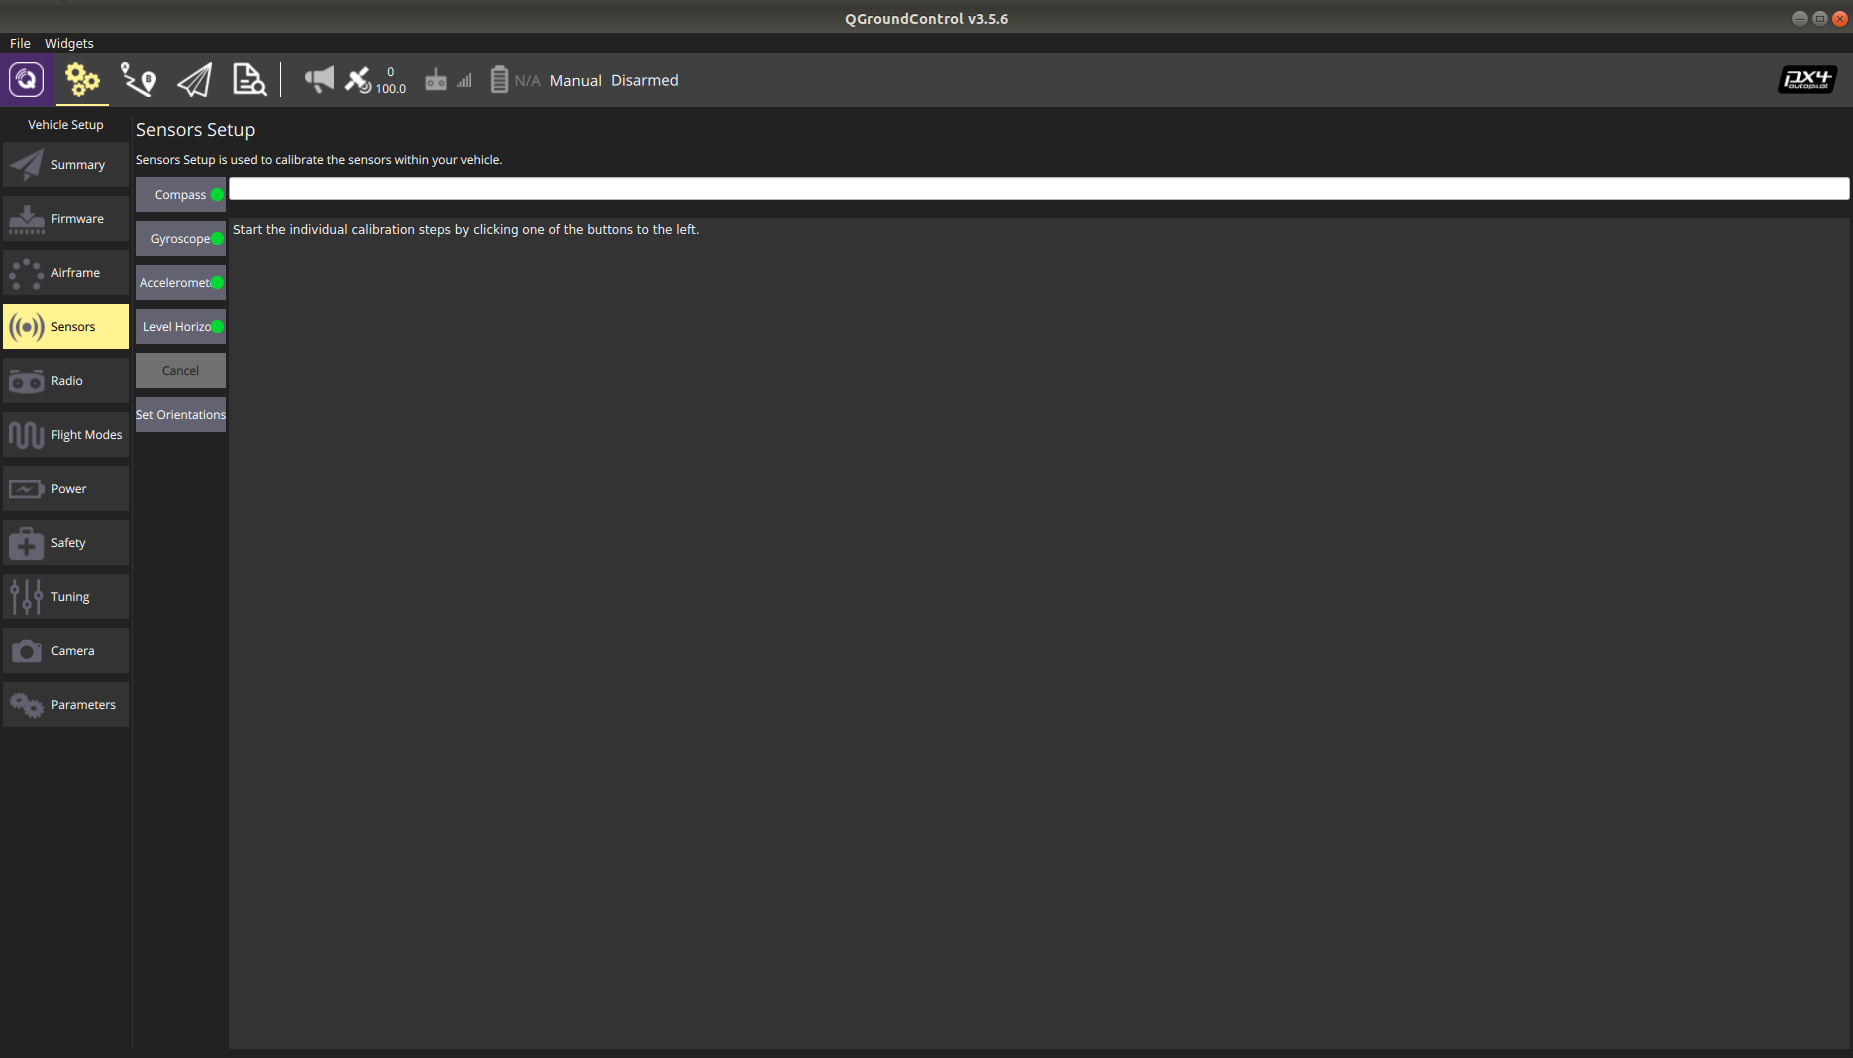 QGroundControl v3.5.6
File Widgets
0
100.0
N/A Manual Disarmed
px4
autopilot
Vehicle Setup
Summary
Firmware
Airframe
Sensors
Radio
Flight Modes
Power
Safety
Tuning
Camera
Parameters
Sensors Setup
Sensors Setup is used to calibrate the sensors within your vehicle.
Compass
Gyroscope
Acceleromet
Level Horizo
Cancel
Set Orientations
Start the individual calibration steps by clicking one of the buttons to the left.